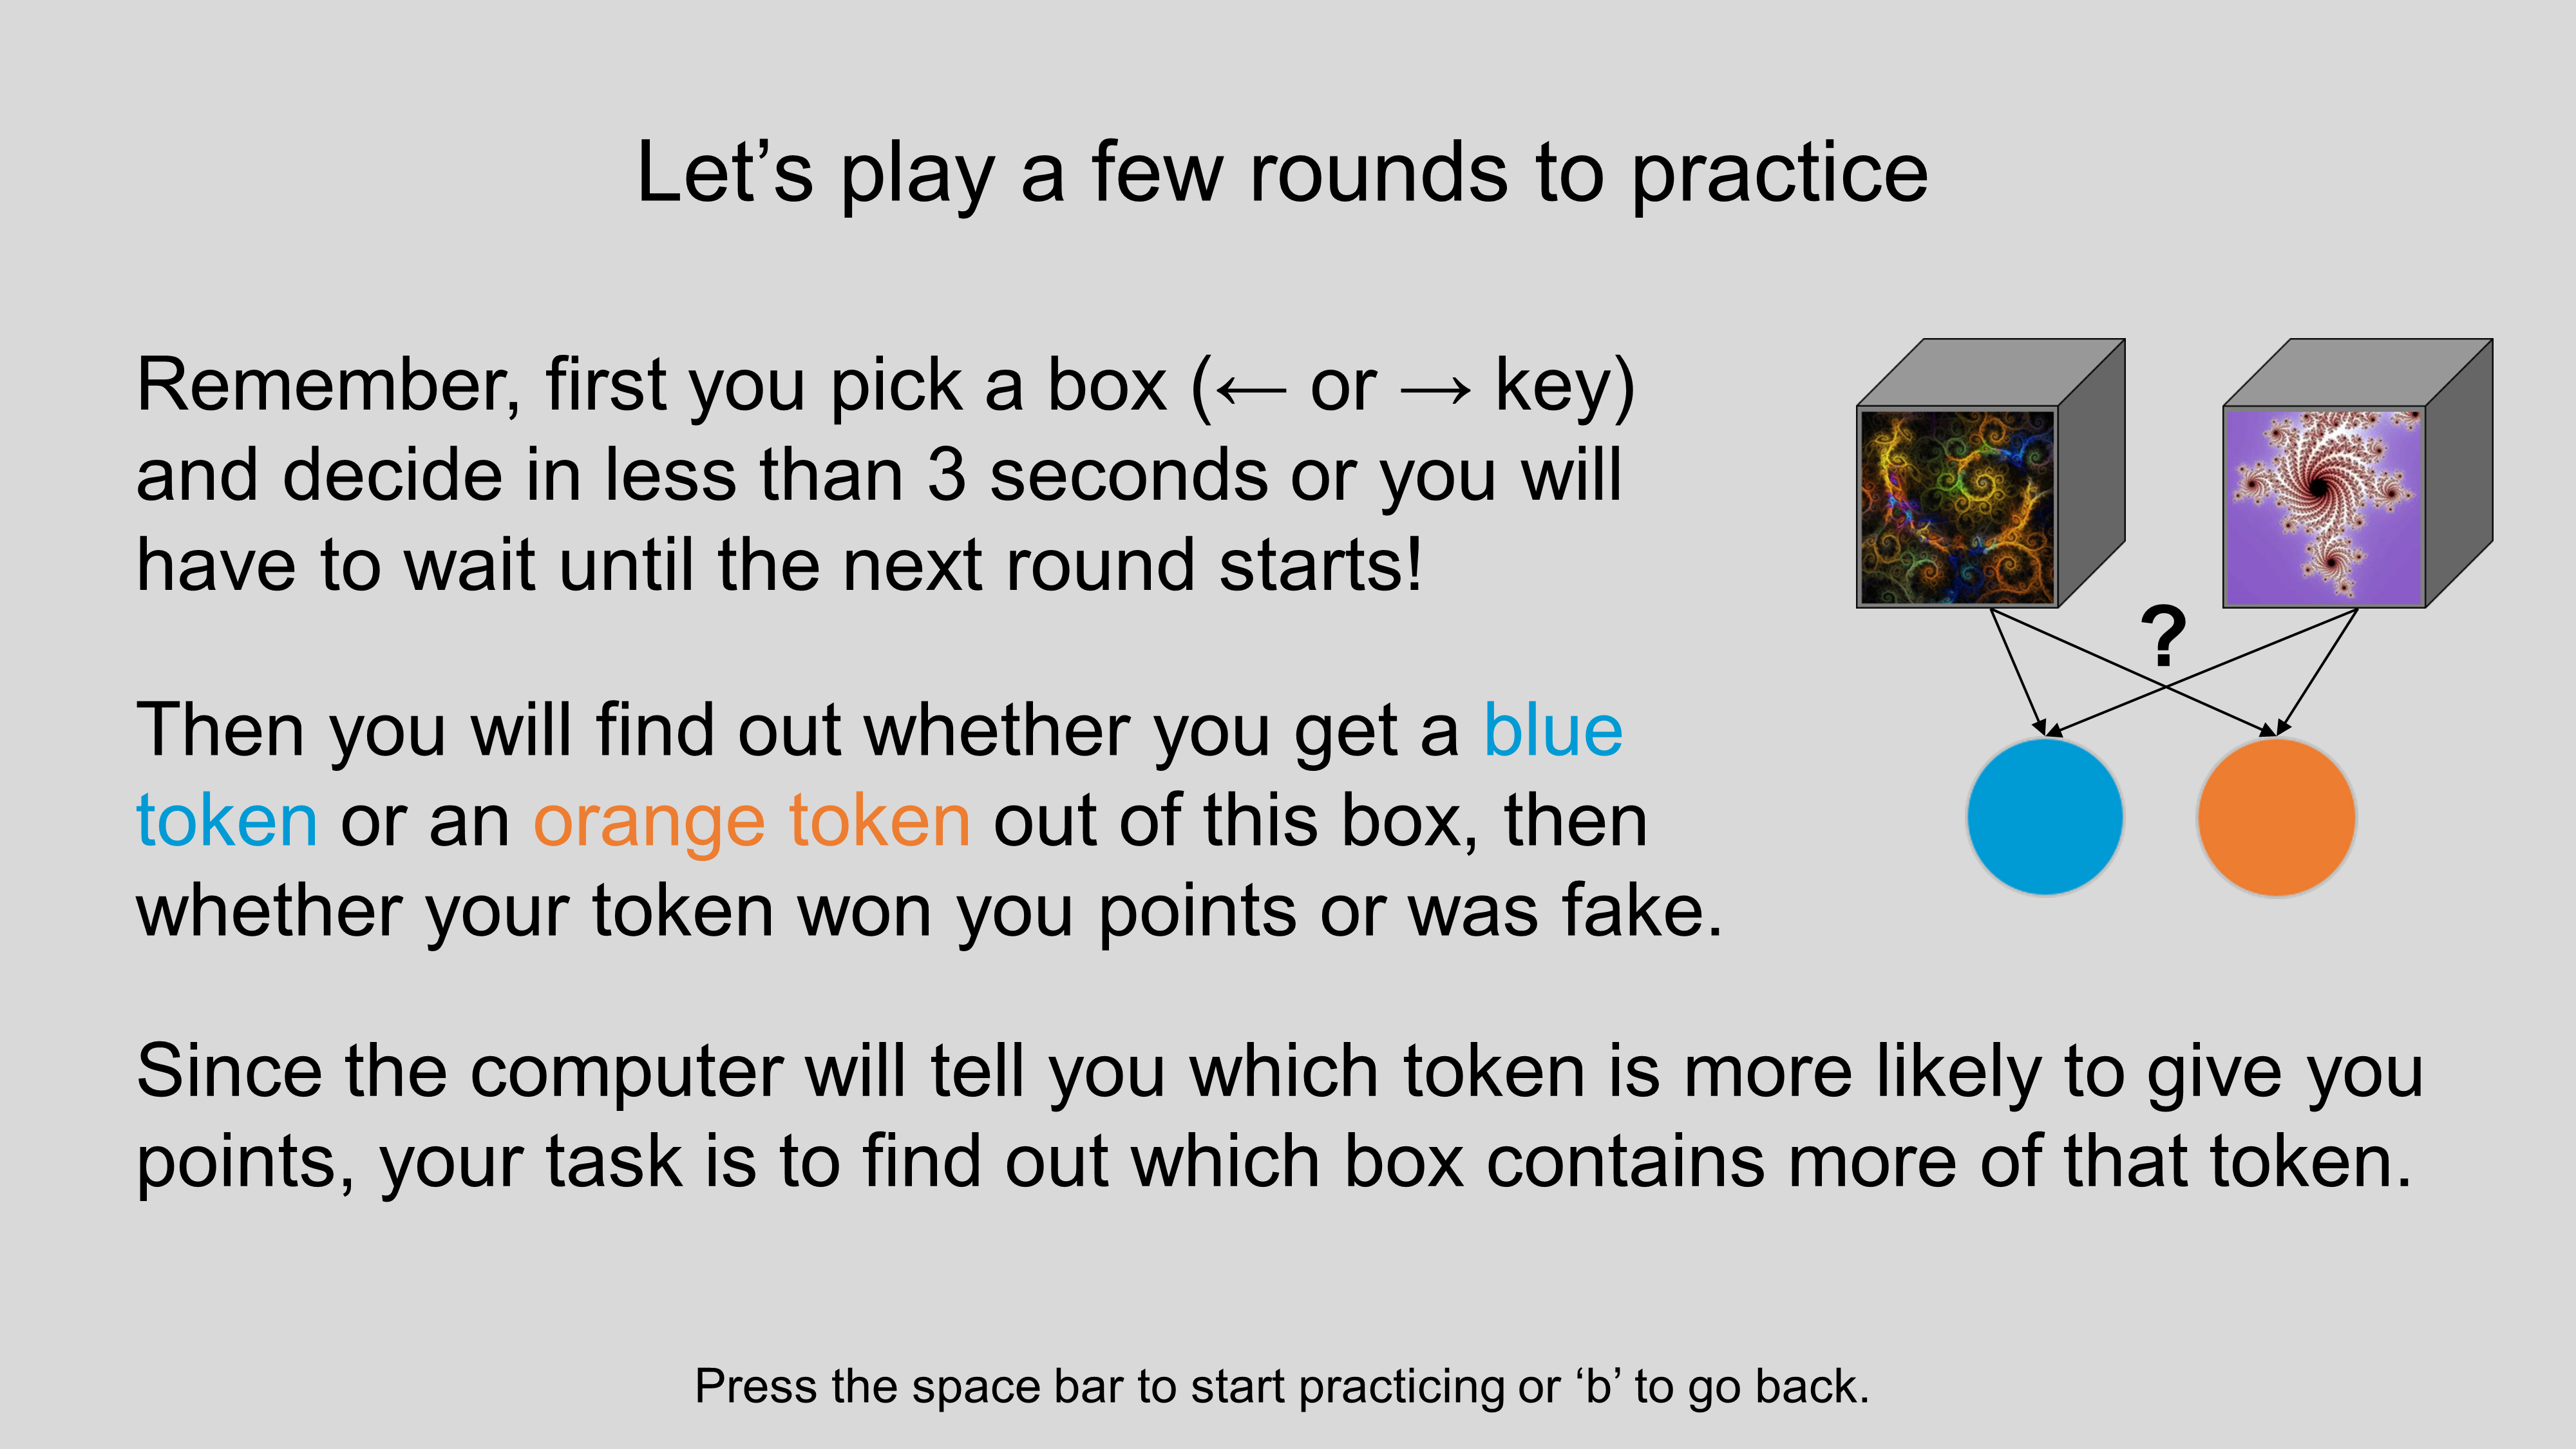 Let’s play a few rounds to practice
Remember, first you pick a box (← or → key)
and decide in less than 3 seconds or you will
have to wait until the next round starts!
?
Then you will find out whether you get a blue
token or an orange token out of this box, then
whether your token won you points or was fake.
Since the computer will tell you which token is more likely to give you
points, your task is to find out which box contains more of that token.
Press the space bar to start practicing or ‘b’ to go back.